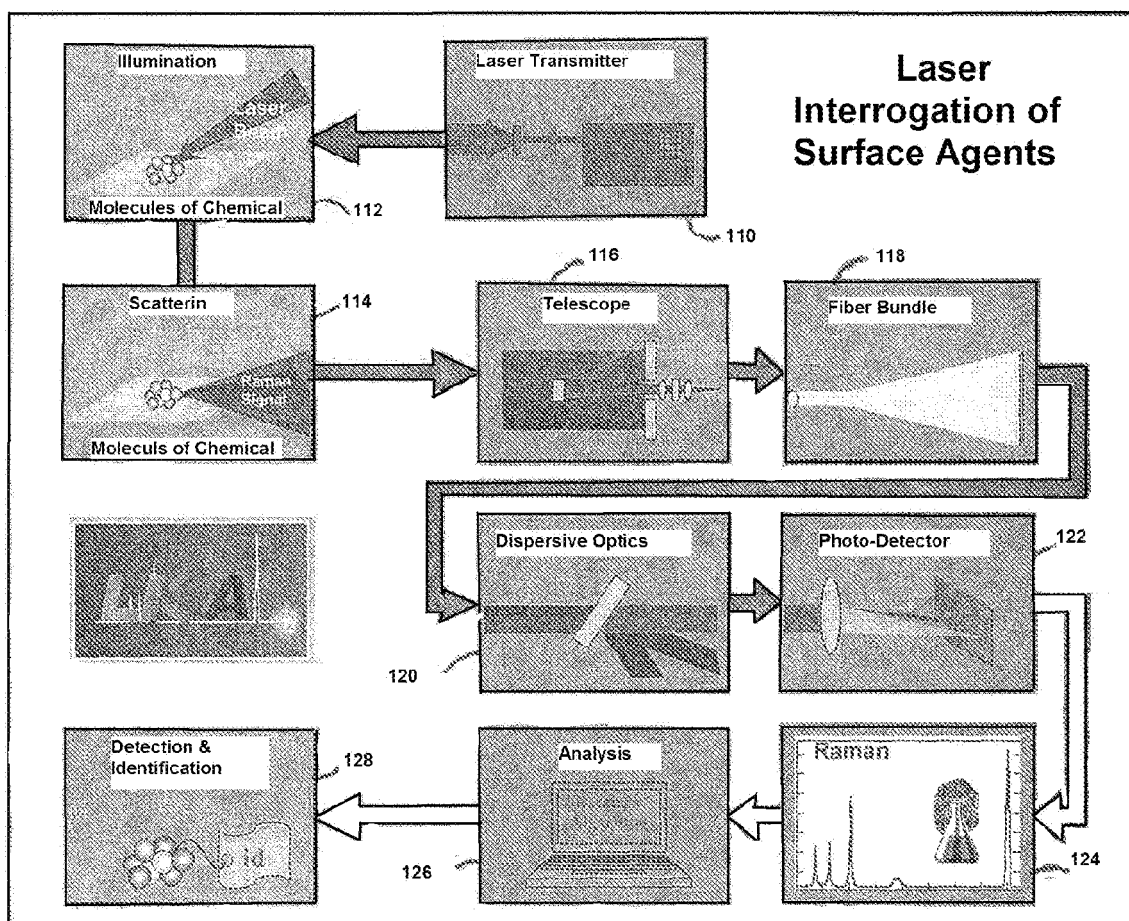 Laser
Interrogation of
Surface Agents
Illumination
Laser
Molecules of Chemical
112
Laser Transmitter
110
Scatterin
Raman
Signal
Moleculs of Chemical
114
116
Telescope
118
Fiber Bundle
Dispersive Optics
120
Photo-Detector
122
Raman
124
Analysis
126
Detection &
Identification
id
128